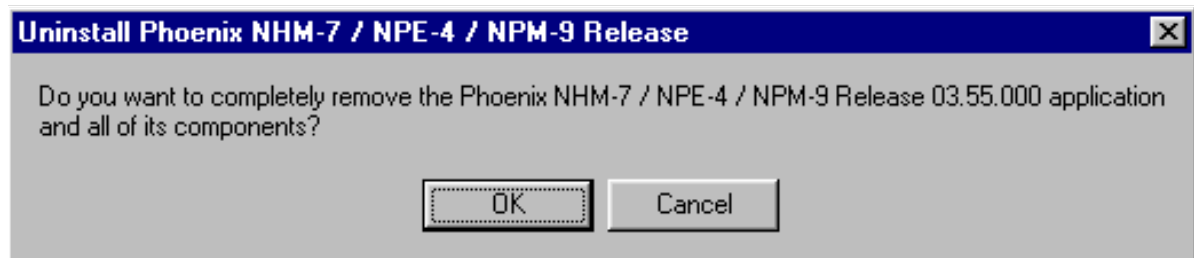 Uninstall Phoenix NHM-7 / NPE-4 / NPM-9 Release
Do you want to completely remove the Phoenix NHM-7 / NPE-4 / NPM-9 Release 03.55.000 application
and all of its components?
OK
Cancel